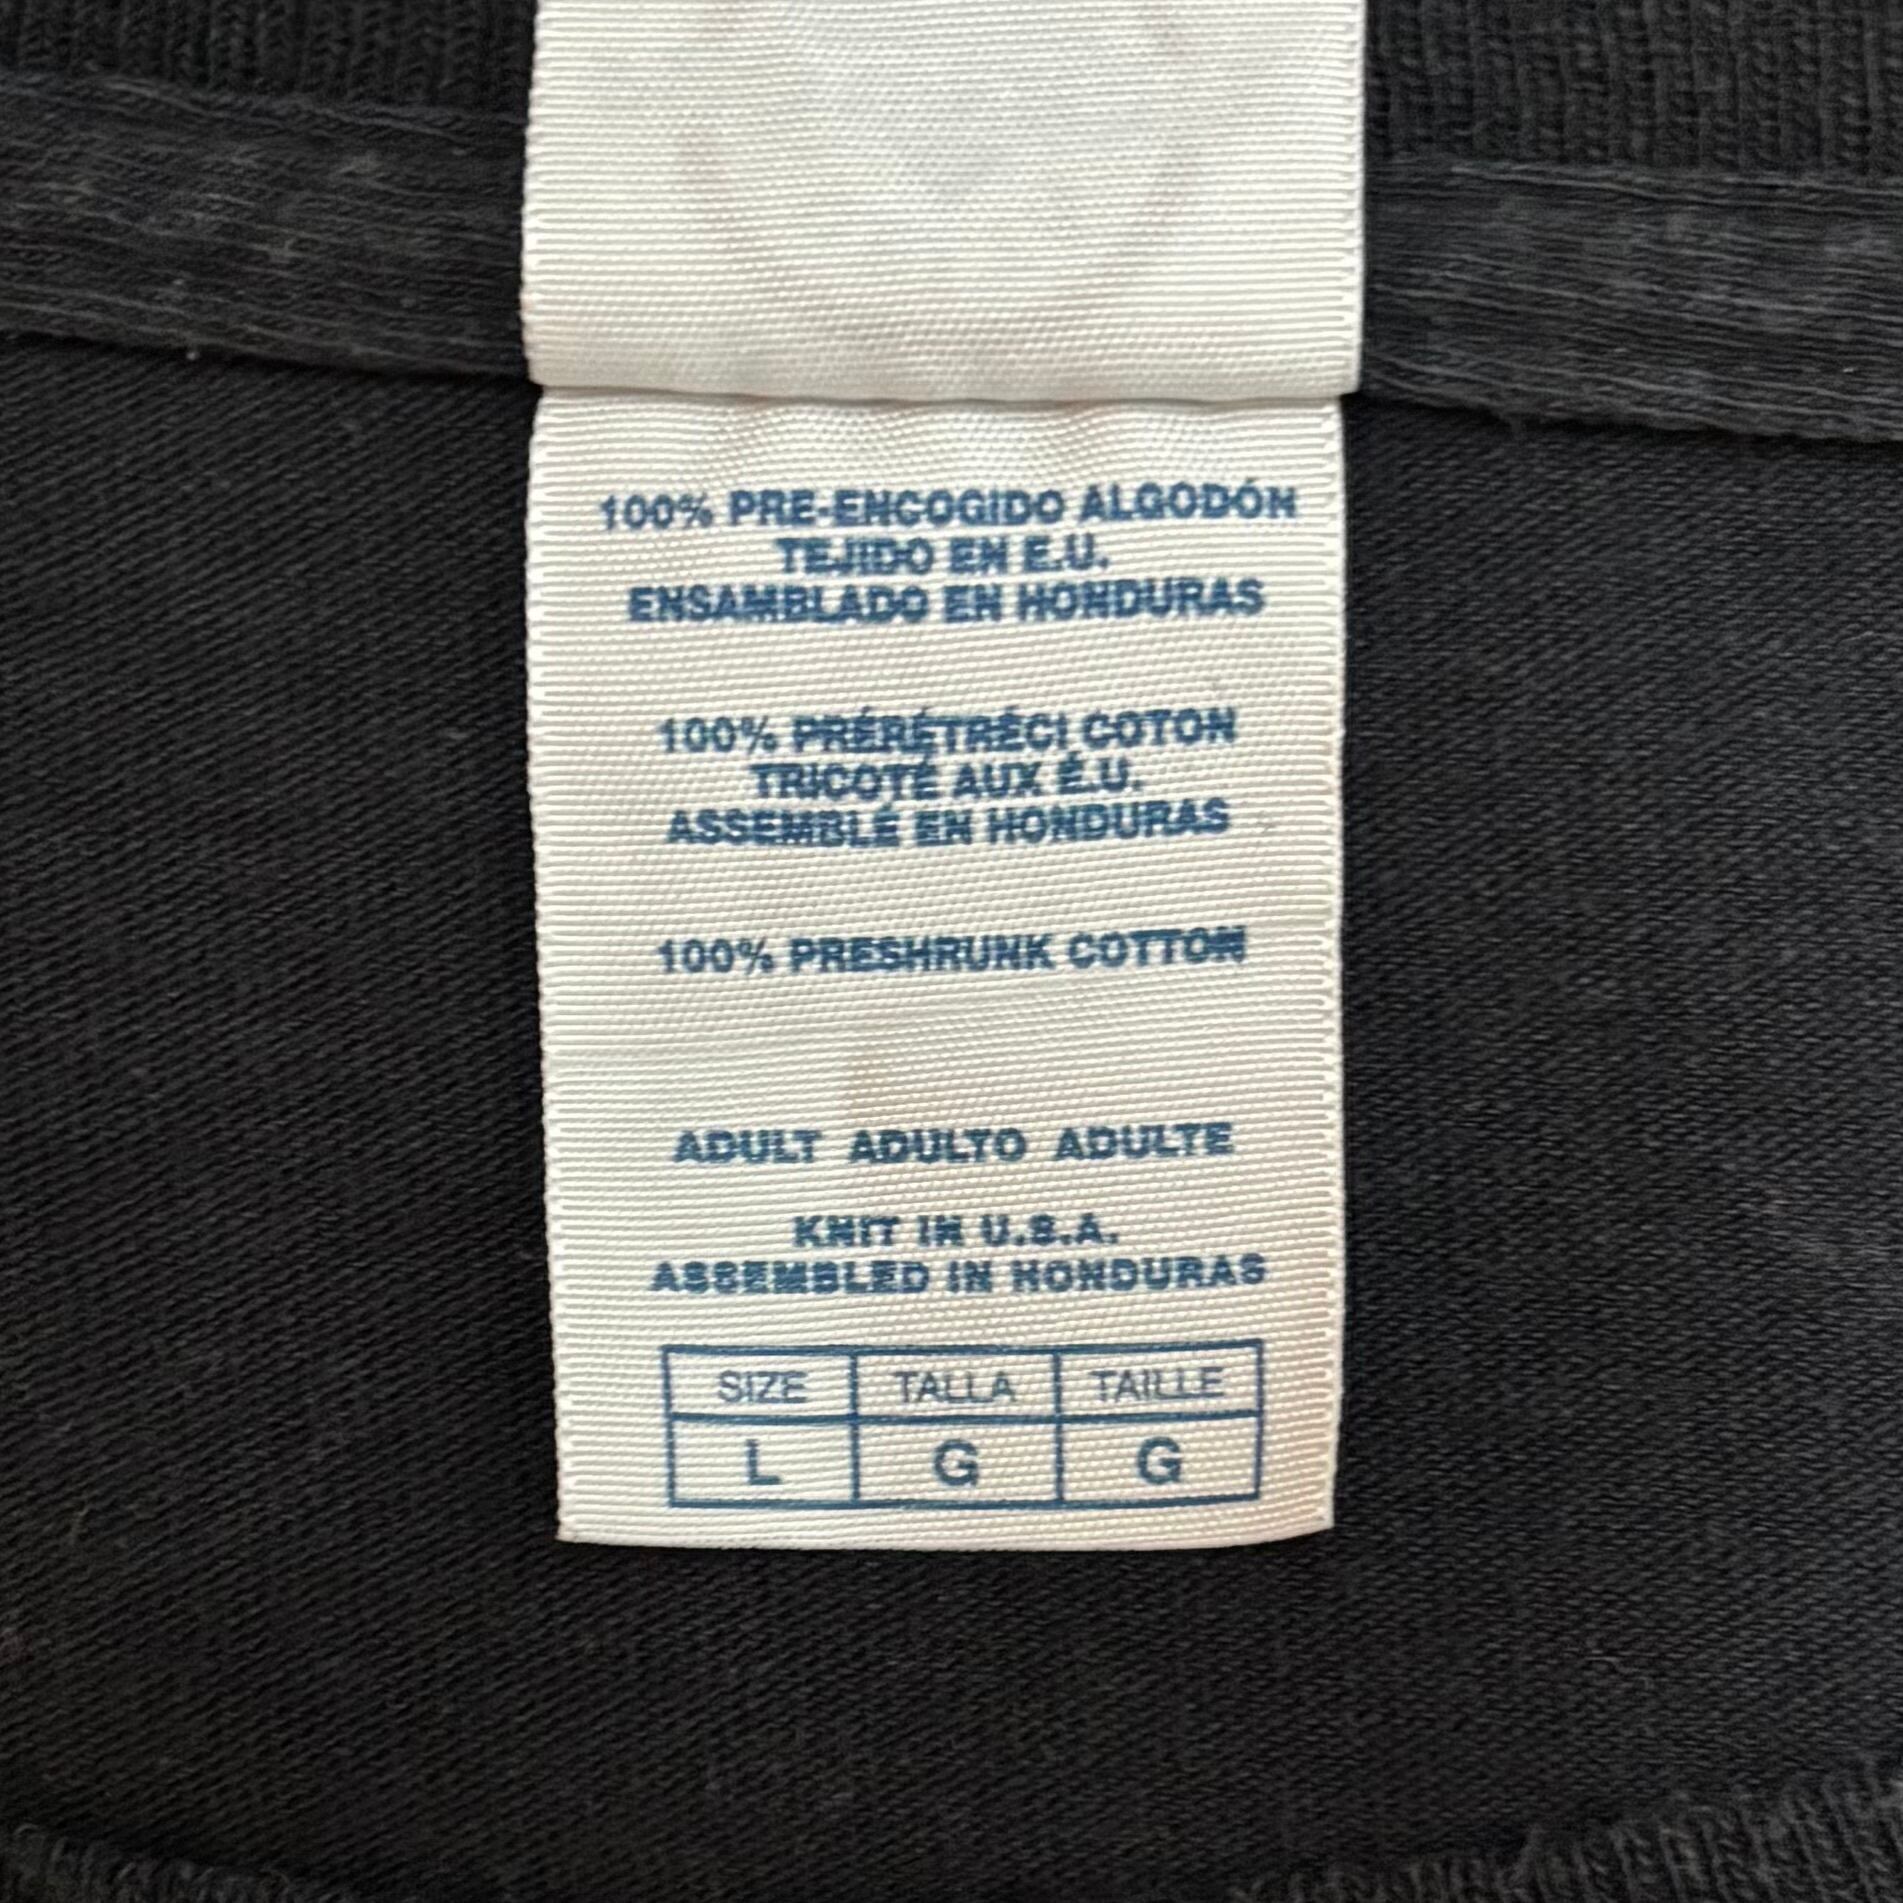 100% PRE-ENCOGIDO ALGODÓN
TEJIDO EN E.U.
ENSAMBLADO EN HONDURAS
100% PRÉRÉTRÉCI COTON
TRICOTÉ AUX É.U.
ASSEMBLÉ EN HONDURAS
100% PRESHRUNK COTTON
ADULT ADULTO ADULTE
KNIT IN U.S.A.
ASSEMBLED IN HONDURAS
SIZE TALLA TAILLE
L G G